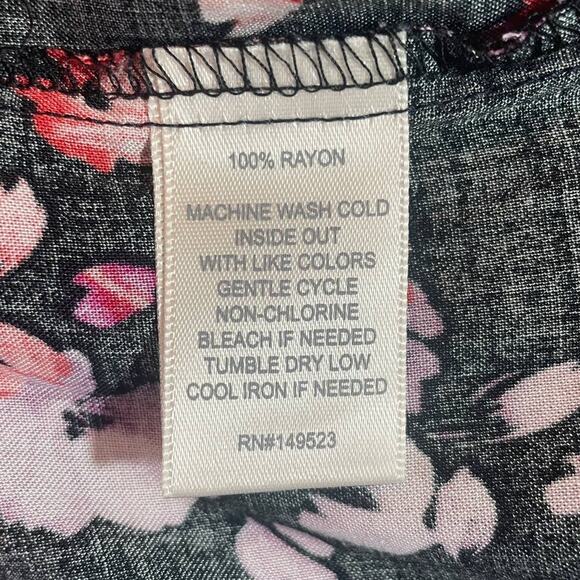 100% RAYON
MACHINE WASH COLD
INSIDE OUT
WITH LIKE COLORS
GENTLE CYCLE
NON-CHLORINE
BLEACH IF NEEDED
TUMBLE DRY LOW
COOL IRON IF NEEDED
RN#149523